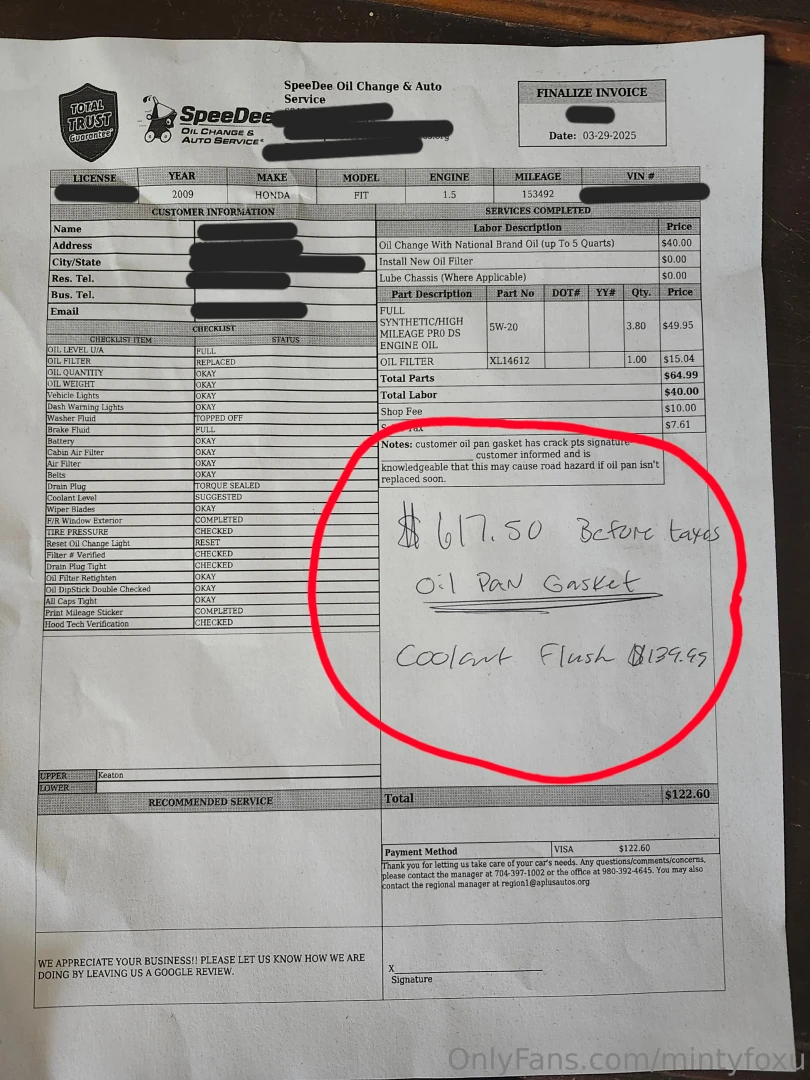 TOTAL
TRUST
Guarantee
SpeeDee
OIL CHANGE &
AUTO SERVICE
SpeeDee Oil Change & Auto
Service
FINALIZE INVOICE
Date: 03-29-2025
LICENSE YEAR MAKE MODEL ENGINE MILEAGE VIN #
2009 HONDA FIT 1.5 153492
CUSTOMER INFORMATION
Name
Address
City/State
Res. Tel.
Bus. Tel.
Email
CHECKLIST
CHECKLIST ITEM STATUS
OIL LEVEL U/A FULL
OIL FILTER REPLACED
OIL QUANTITY OKAY
OIL WEIGHT OKAY
Vehicle Lights OKAY
Dash Warning Lights OKAY
Washer Fluid TOPPED OFF
Brake Fluid FULL
Battery OKAY
Cabin Air Filter OKAY
Air Filter OKAY
Belts OKAY
Drain Plug TORQUE SEALED
Coolant Level SUGGESTED
Wiper Blades OKAY
F/R Window Exterior COMPLETED
TIRE PRESSURE CHECKED
Reset Oil Change Light RESET
Filter # Verified CHECKED
Drain Plug Tight CHECKED
Oil Filter Retighten OKAY
Oil DipStick Double Checked OKAY
All Caps Tight OKAY
Print Mileage Sticker COMPLETED
Hood Tech Verification CHECKED
UPPER Keaton
LOWER
RECOMMENDED SERVICE
WE APPRECIATE YOUR BUSINESS!! PLEASE LET US KNOW HOW WE ARE
DOING BY LEAVING US A GOOGLE REVIEW.
SERVICES COMPLETED
Labor Description Price
Oil Change With National Brand Oil (up To 5 Quarts) $40.00
Install New Oil Filter $0.00
Lube Chassis (Where Applicable) $0.00
Part Description Part No DOT# YY# Qty. Price
FULL
SYNTHETIC/HIGH
MILEAGE PRO DS
ENGINE OIL
5W-20 3.80 $49.95
OIL FILTER XL14612 1.00 $15.04
Total Parts $64.99
Total Labor $40.00
Shop Fee $10.00
Tax $7.61
Notes: customer oil pan gasket has crack pts signature
customer informed and is
knowledgeable that this may cause road hazard if oil pan isn't
replaced soon.
$617.50 Before taxes
Oil Pan Gasket
Coolant Flush $139.95
Total $122.60
Payment Method VISA $122.60
Thank you for letting us take care of your car's needs. Any questions/comments/concerns,
please contact the manager at 704-397-1002 or the office at 980-392-4645. You may also
contact the regional manager at region1@aplusautos.org
X
Signature
OnlyFans.com/mintyfoxu